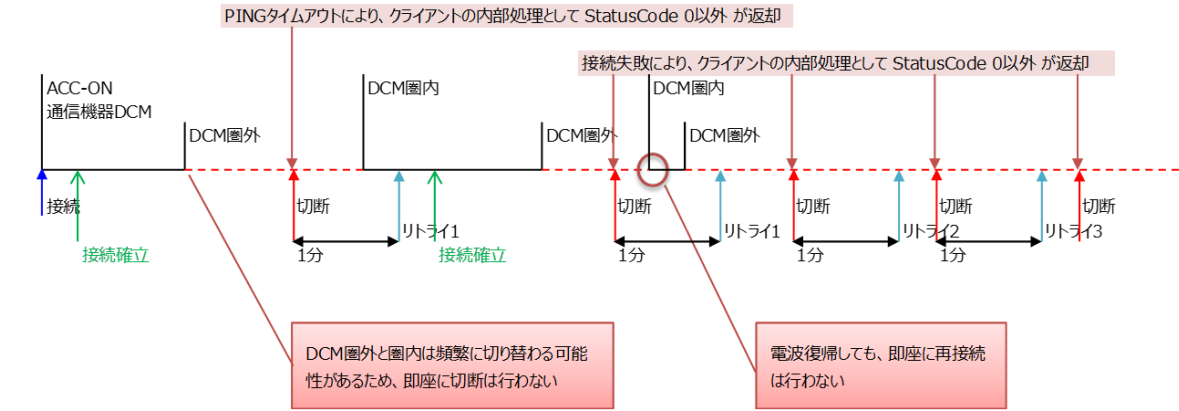 PINGタイムアウトにより、クライアントの内部処理として StatusCode 0以外 が返却
接続失敗により、クライアントの内部処理として StatusCode 0以外 が返却
ACC-ON
通信機器DCM
DCM圏外
DCM圏内
DCM圏外
DCM圏内
DCM圏外
接続
接続確立
切断
1分
リトライ1
接続確立
切断
1分
リトライ1
切断
1分
リトライ2
切断
1分
リトライ3
切断
DCM圏外と圏内は頻繁に切り替わる可能
性があるため、即座に切断は行わない
電波復帰しても、即座に再接続
は行わない